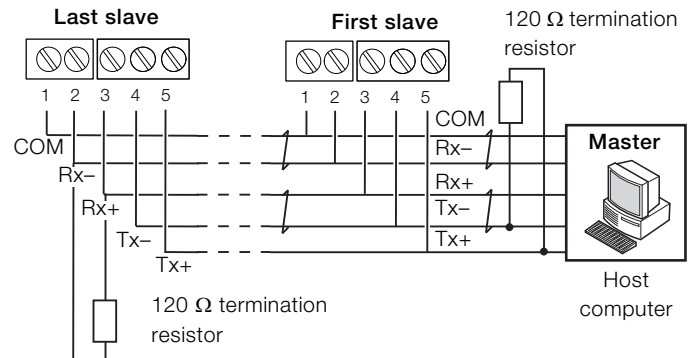 Last slave
First slave
120 Ω termination
resistor
1 2 3 4 5
1 2 3 4 5
COM
COM
Master
Rx–
Rx–
Rx+
Rx+
Tx–
Tx–
Tx+
Tx+
Host
computer
120 Ω termination
resistor